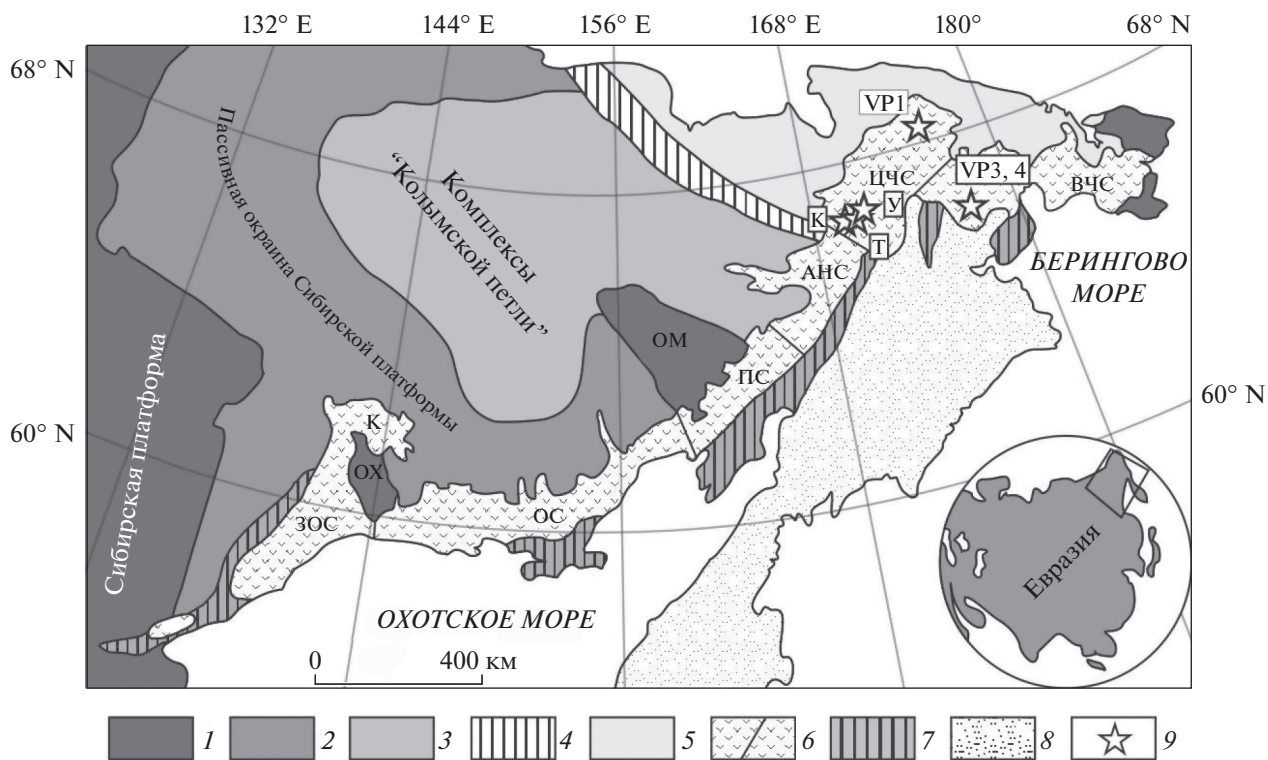 132° E
144° E
156° E
168° E
180°
68° N
68° N
Пассивная окраина Сибирской платформы
Комплексы
“Колымской петли”
VP1
VP3, 4
ЦЧС
ВЧС
К
У
Т
АНС
БЕРИНГОВО
МОРЕ
ОМ
ПС
60° N
60° N
Сибирская платформа
К
ОХ
ЗОС
ОС
ОХОТСКОЕ МОРЕ
Евразия
0
400 км
1
2
3
4
5
6
7
8
9